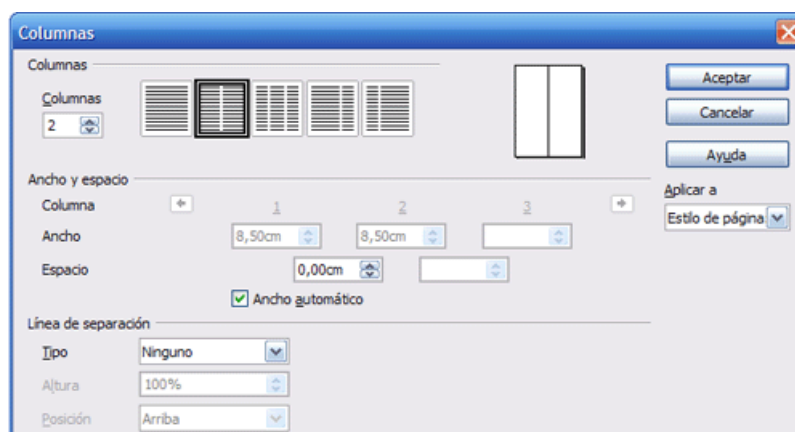 Columnas
Columnas
Columnas
2
Aceptar
Cancelar
Ayuda
Aplicar a
Estilo de página
Ancho y espacio
Columna 1 2 3
Ancho 8,50cm 8,50cm
Espacio 0,00cm
Ancho automático
Línea de separación
Tipo Ninguno
Altura 100%
Posición Arriba